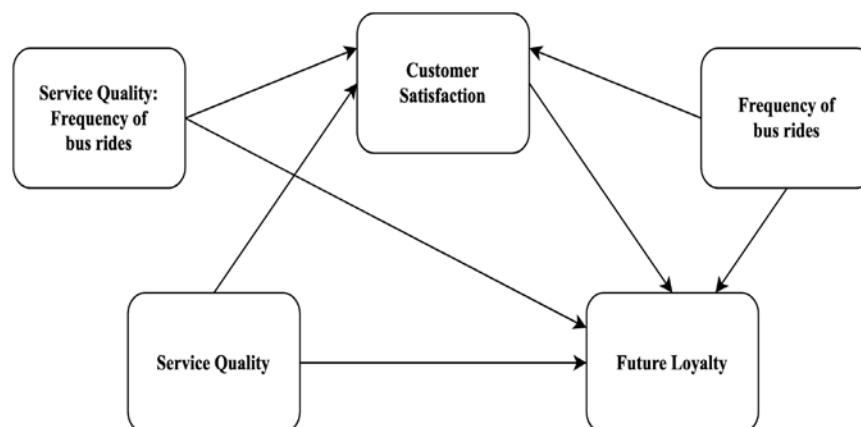 Customer
Satisfaction
Service Quality:
Frequency of
bus rides
Frequency of
bus rides
Service Quality
Future Loyalty